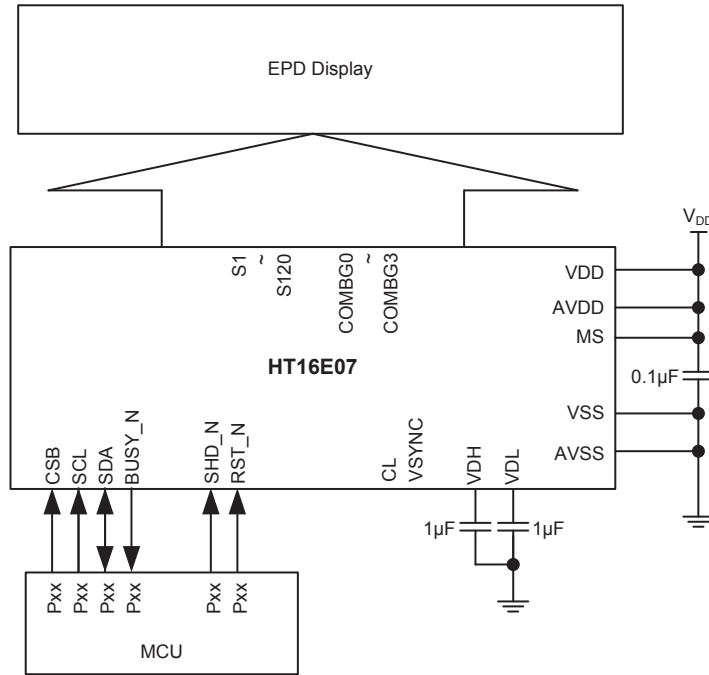 EPD Display
S1
~
S120
COMBG0
~
COMBG3
HT16E07
VDD
VDD
AVDD
MS
0.1µF
VSS
AVSS
CSB
SCL
SDA
BUSY_N
SHD_N
RST_N
CL
VSYNC
VDH
VDL
1µF
1µF
Pxx
Pxx
Pxx
Pxx
Pxx
Pxx
MCU